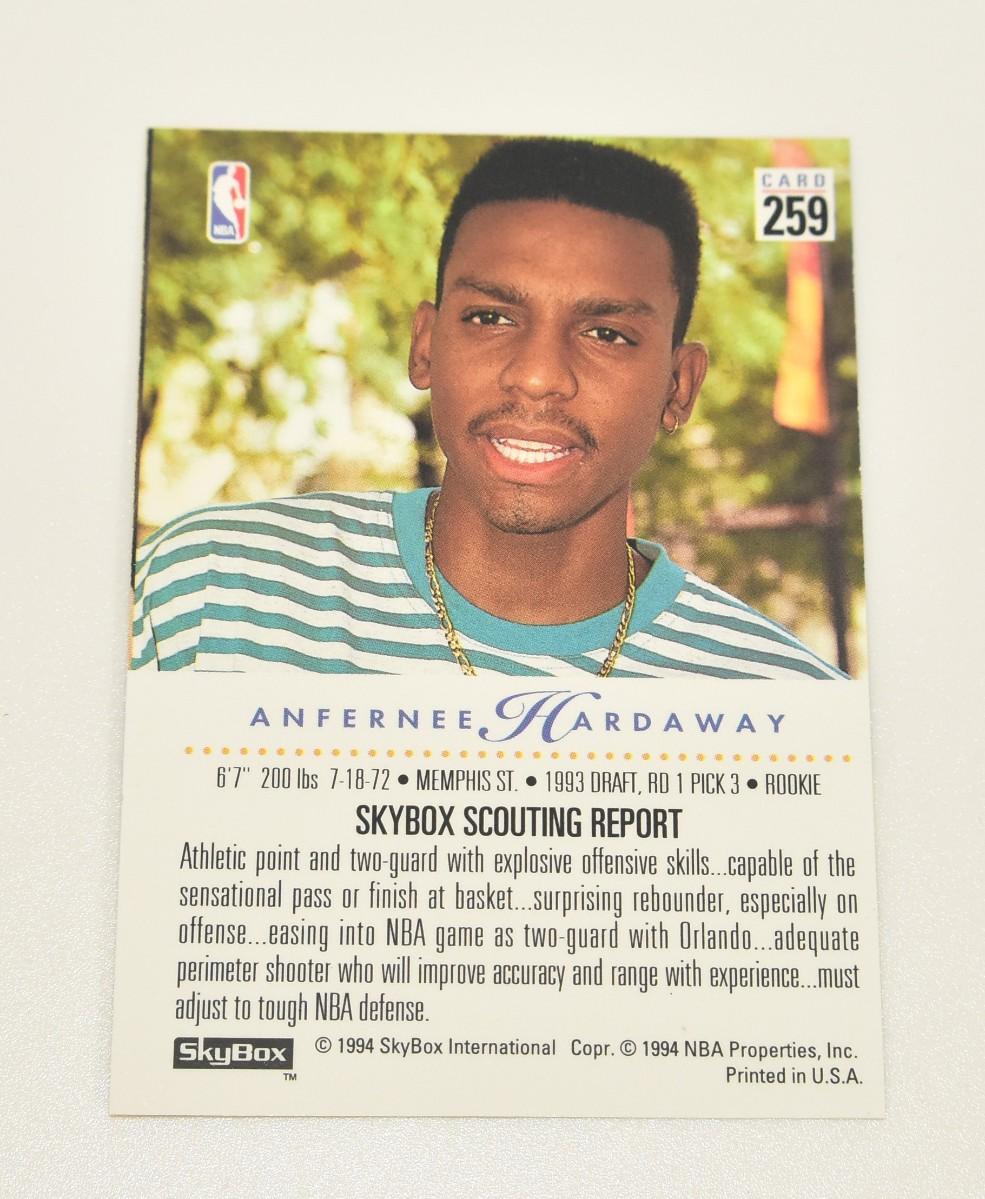 NBA
CARD
259
ANFERNEE HARDAWAY
6'7" 200 lbs 7-18-72 • MEMPHIS ST. • 1993 DRAFT, RD 1 PICK 3 • ROOKIE
SKYBOX SCOUTING REPORT
Athletic point and two-guard with explosive offensive skills...capable of the
sensational pass or finish at basket...surprising rebounder, especially on
offense...easing into NBA game as two-guard with Orlando...adequate
perimeter shooter who will improve accuracy and range with experience...must
adjust to tough NBA defense.
SkyBox TM © 1994 SkyBox International Copr. © 1994 NBA Properties, Inc.
Printed in U.S.A.